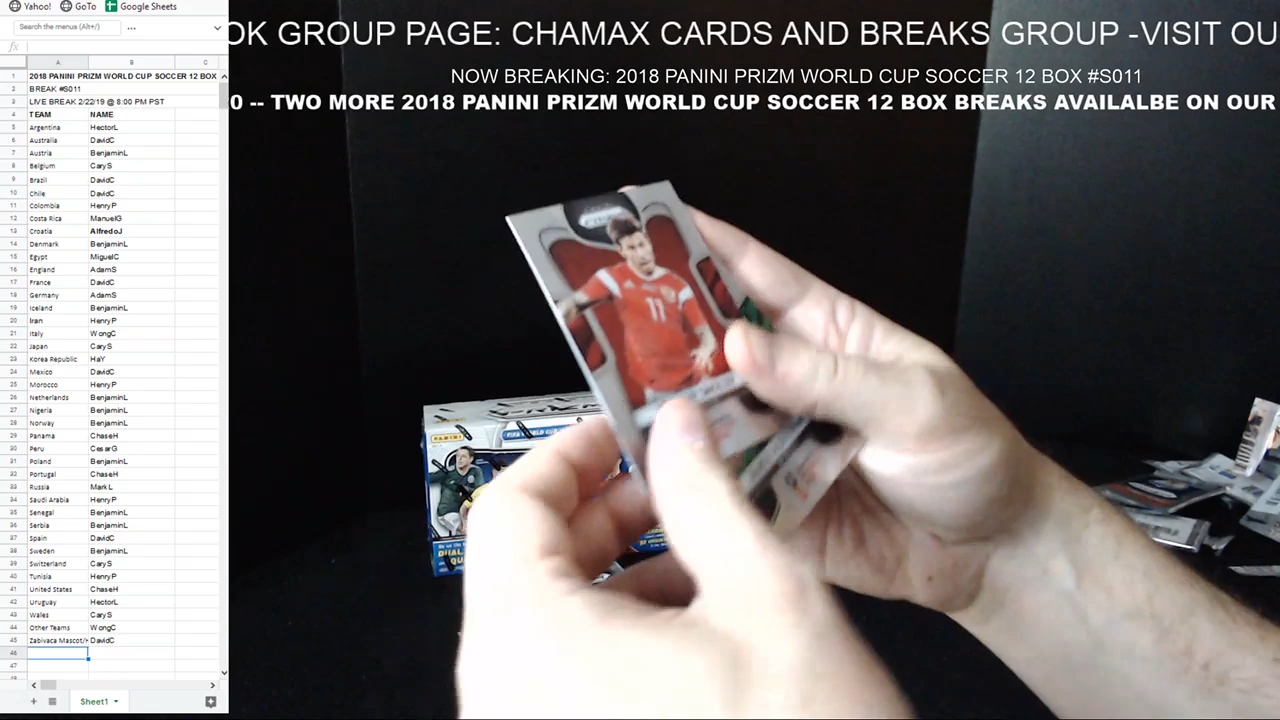 Yahoo! GoTo Google Sheets
Search the menus (Alt+/)
fx
A B C
1 2018 PANINI PRIZM WORLD CUP SOCCER 12 BOX
2 BREAK #S011
3 LIVE BREAK 2/22/19 @ 8:00 PM PST
4 TEAM NAME
5 Argentina HectorL
6 Australia DavidC
7 Austria BenjaminL
8 Belgium CaryS
9 Brazil DavidC
10 Chile DavidC
11 Colombia HenryP
12 Costa Rica ManuelG
13 Croatia AlfredoJ
14 Denmark BenjaminL
15 Egypt MiguelC
16 England AdamS
17 France DavidC
18 Germany AdamS
19 Iceland BenjaminL
20 Iran HenryP
21 Italy WongC
22 Japan CaryS
23 Korea Republic HaY
24 Mexico DavidC
25 Morocco HenryP
26 Netherlands BenjaminL
27 Nigeria BenjaminL
28 Norway BenjaminL
29 Panama ChaseH
30 Peru CesarG
31 Poland BenjaminL
32 Portugal ChaseH
33 Russia MarkL
34 Saudi Arabia HenryP
35 Senegal BenjaminL
36 Serbia BenjaminL
37 Spain DavidC
38 Sweden BenjaminL
39 Switzerland CaryS
40 Tunisia HenryP
41 United States ChaseH
42 Uruguay HectorL
43 Wales CaryS
44 Other Teams WongC
45 Zabivaca Mascot/ DavidC
46
47
Sheet1
OK GROUP PAGE: CHAMAX CARDS AND BREAKS GROUP -VISIT OU
NOW BREAKING: 2018 PANINI PRIZM WORLD CUP SOCCER 12 BOX #S011
0 -- TWO MORE 2018 PANINI PRIZM WORLD CUP SOCCER 12 BOX BREAKS AVAILALBE ON OUR
11
PANINI